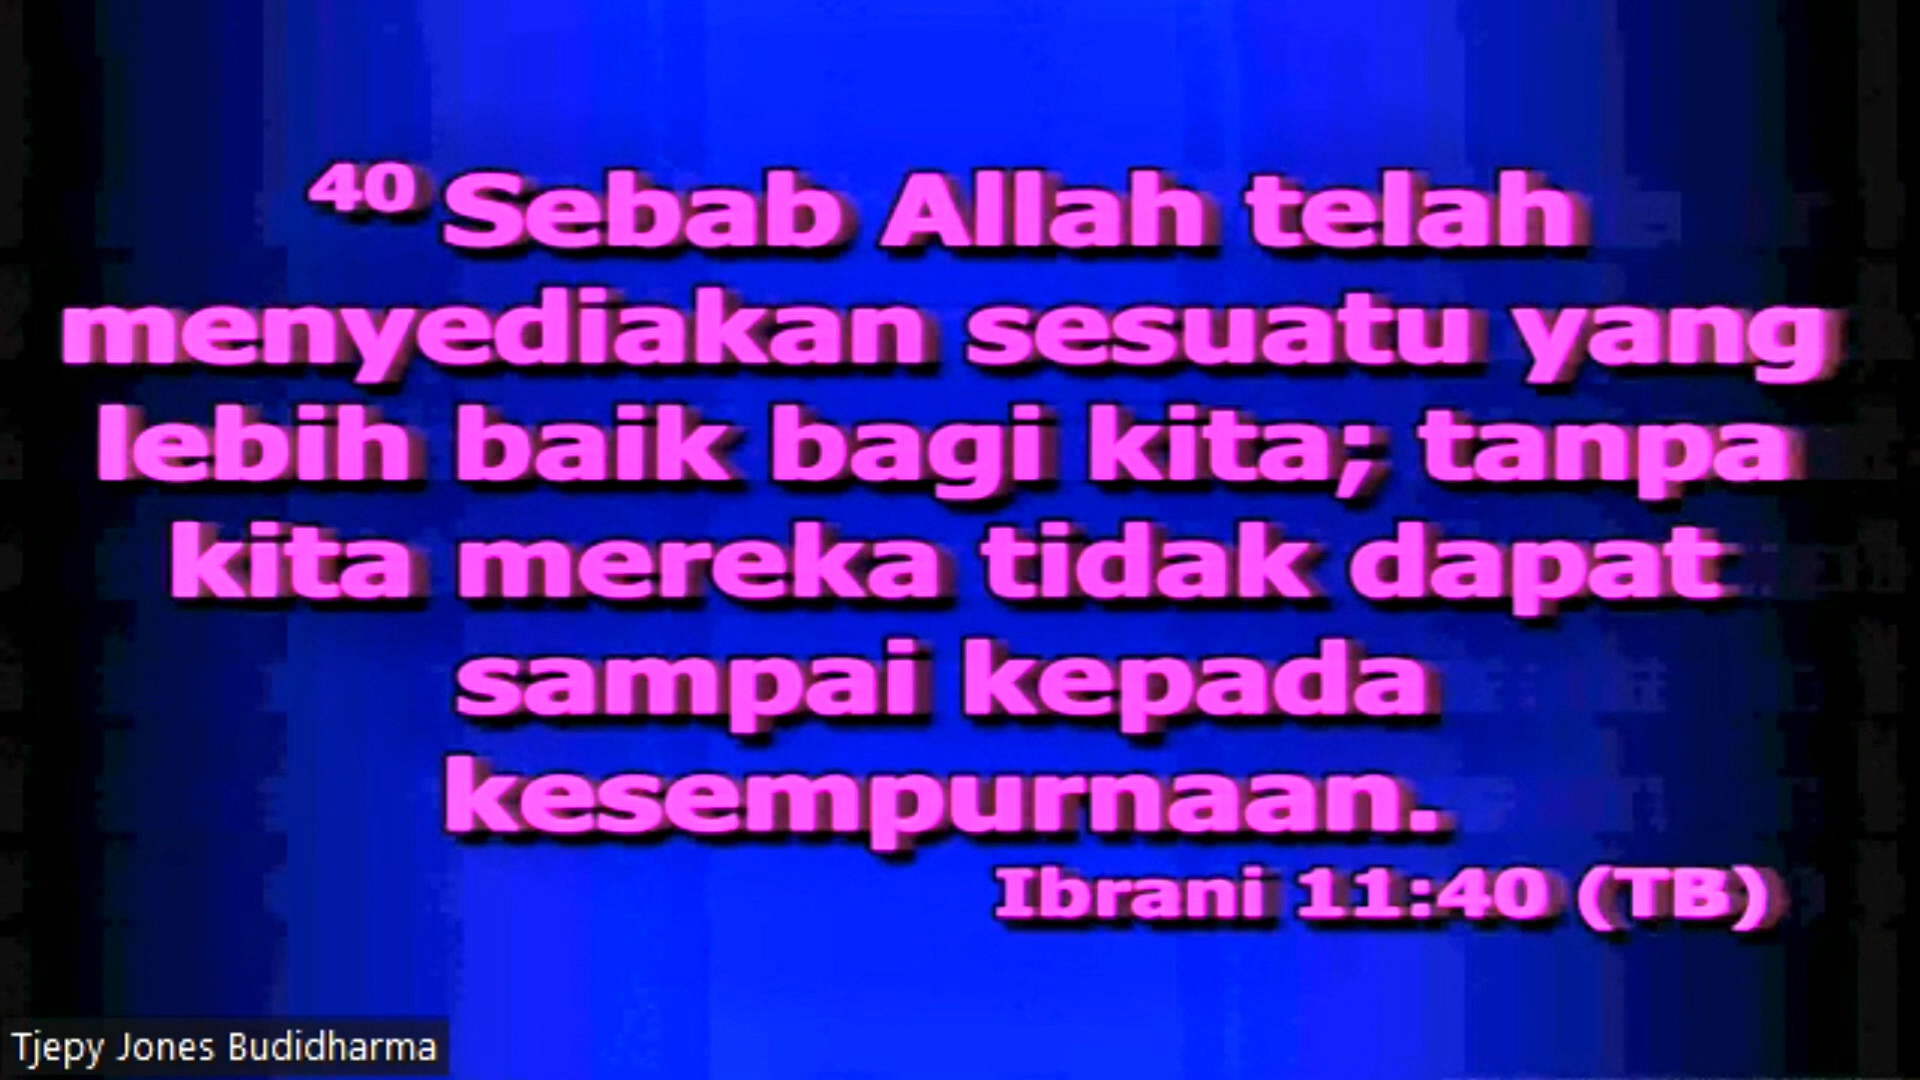 40 Sebab Allah telah
menyediakan sesuatu yang
lebih baik bagi kita; tanpa
kita mereka tidak dapat
sampai kepada
kesempurnaan.
Ibrani 11:40 (TB)
Tjepy Jones Budidharma